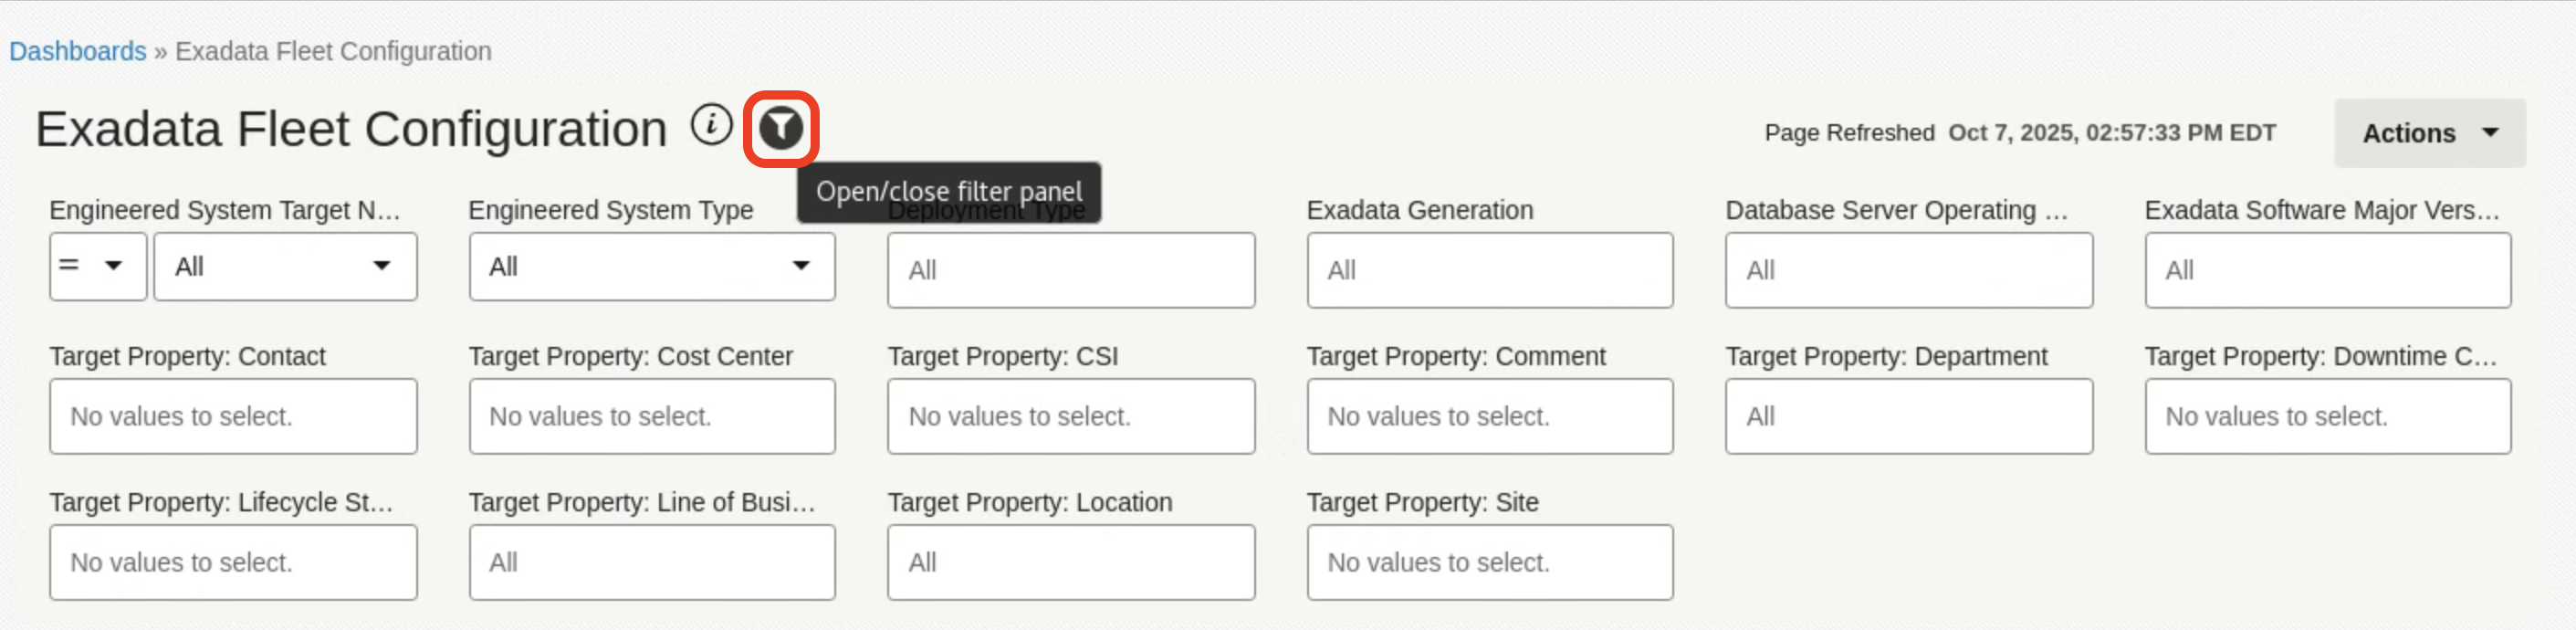 Dashboards » Exadata Fleet Configuration
Exadata Fleet Configuration
Page Refreshed Oct 7, 2025, 02:57:33 PM EDT
Actions
Open/close filter panel
Engineered System Target N...
Engineered System Type
Deployment Type
Exadata Generation
Database Server Operating ...
Exadata Software Major Vers...
= All
All
All
All
All
All
Target Property: Contact
Target Property: Cost Center
Target Property: CSI
Target Property: Comment
Target Property: Department
Target Property: Downtime C...
No values to select.
No values to select.
No values to select.
No values to select.
All
No values to select.
Target Property: Lifecycle St...
Target Property: Line of Busi...
Target Property: Location
Target Property: Site
No values to select.
All
All
No values to select.